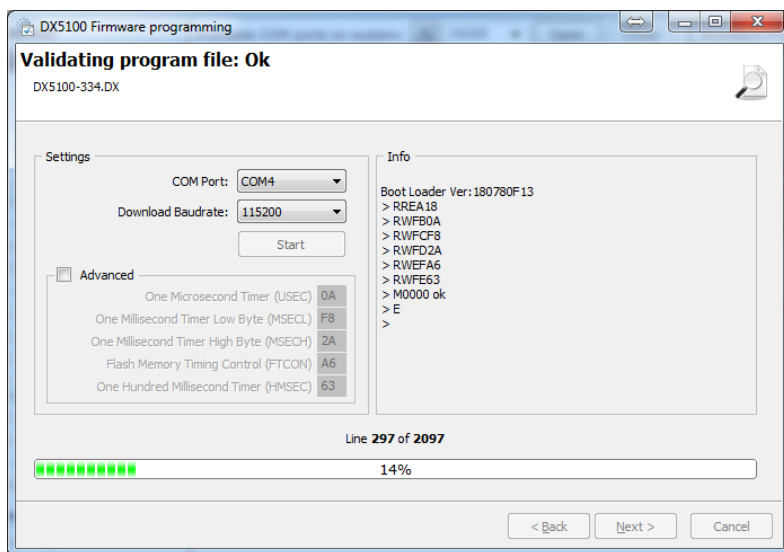 DX5100 Firmware programming
Validating program file: Ok
DX5100-334.DX
Settings
COM Port: COM4
Download Baudrate: 115200
Start
Advanced
One Microsecond Timer (USEC) 0A
One Millisecond Timer Low Byte (MSECL) F8
One Millisecond Timer High Byte (MSECH) 2A
Flash Memory Timing Control (FTCON) A6
One Hundred Millisecond Timer (HMSEC) 63
Info
Boot Loader Ver:180780F13
> RREA18
> RWFB0A
> RWFCF8
> RWFD2A
> RWEFA6
> RWFE63
> M0000 ok
> E
>
Line 297 of 2097
14%
< Back Next > Cancel